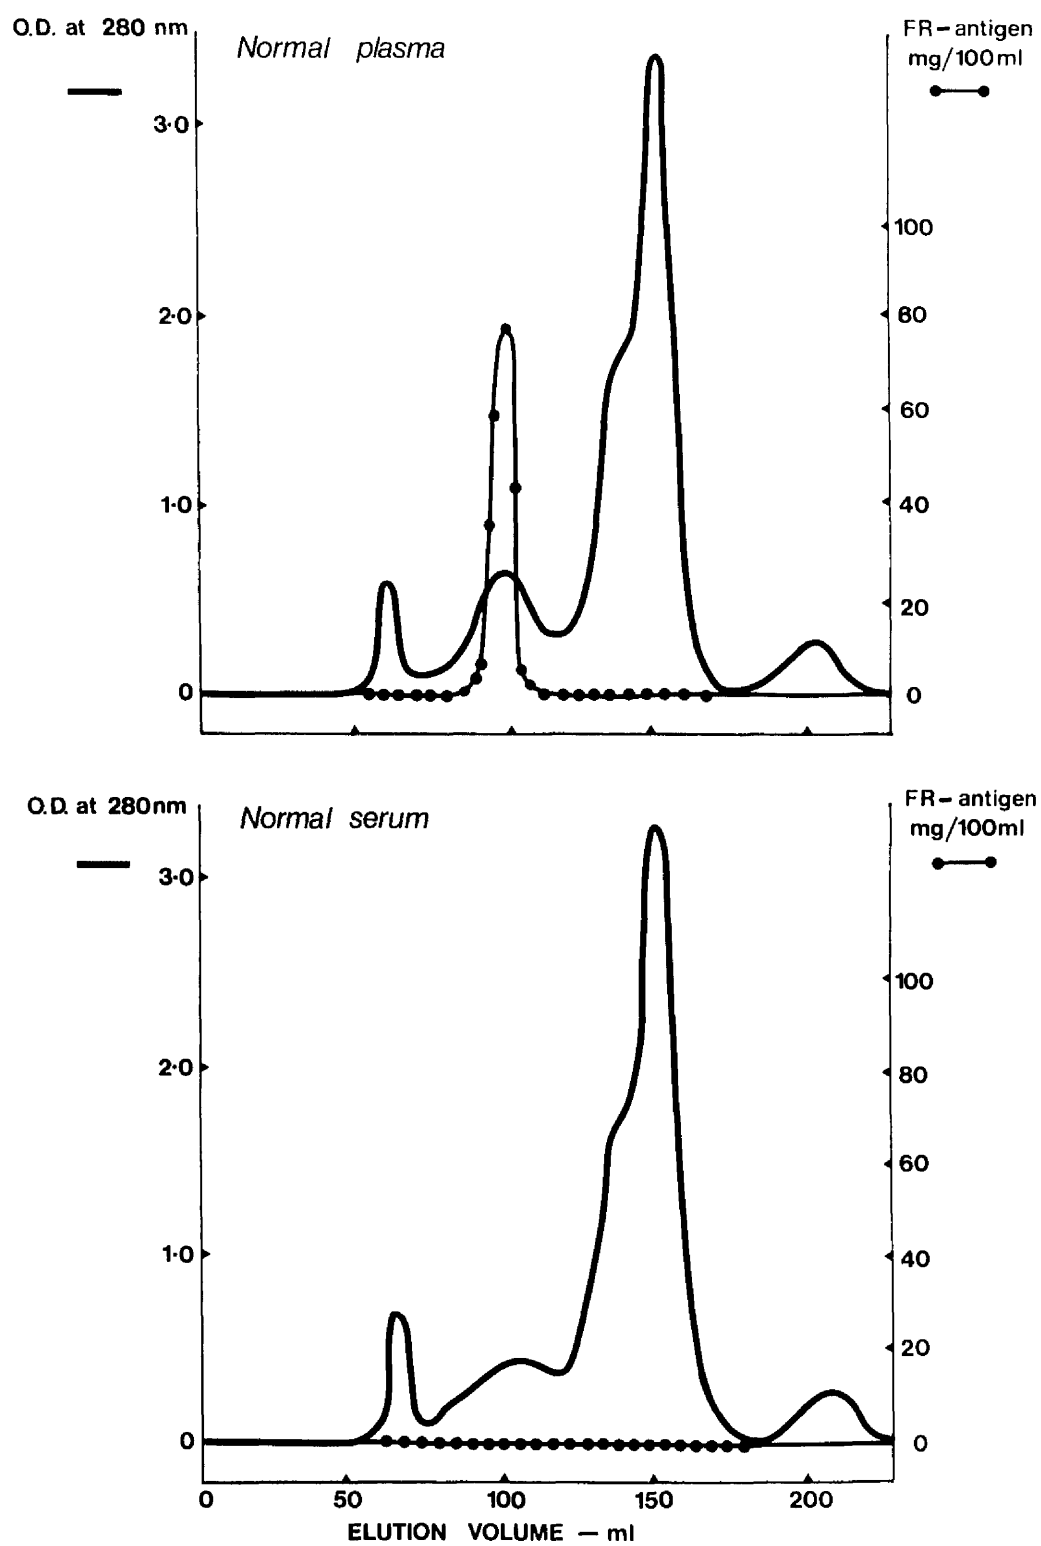 O.D. at 280 nm
Normal plasma
FR-antigen
mg/100ml
3·0
2·0
1·0
0
100
80
60
40
20
0
O.D. at 280nm
Normal serum
FR-antigen
mg/100ml
3·0
2·0
1·0
0
100
80
60
40
20
0
0 50 100 150 200
ELUTION VOLUME — ml